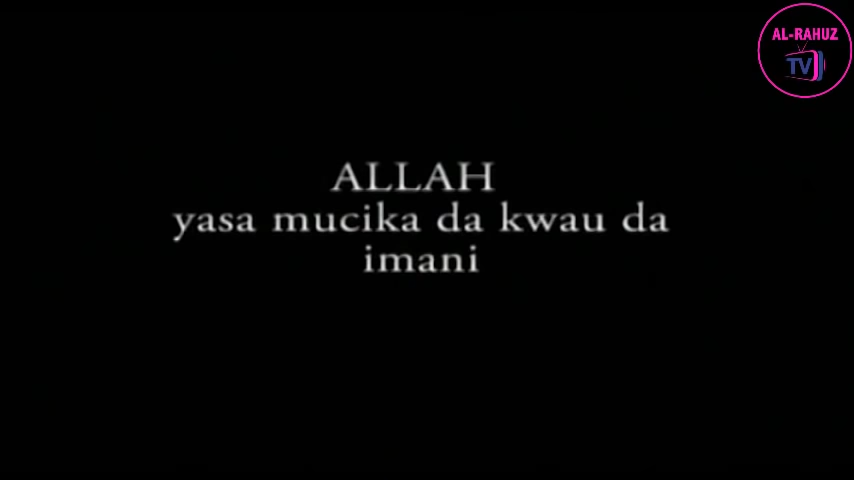 AL-RAHUZ
TV
ALLAH
yasa mucika da kwau da
imani